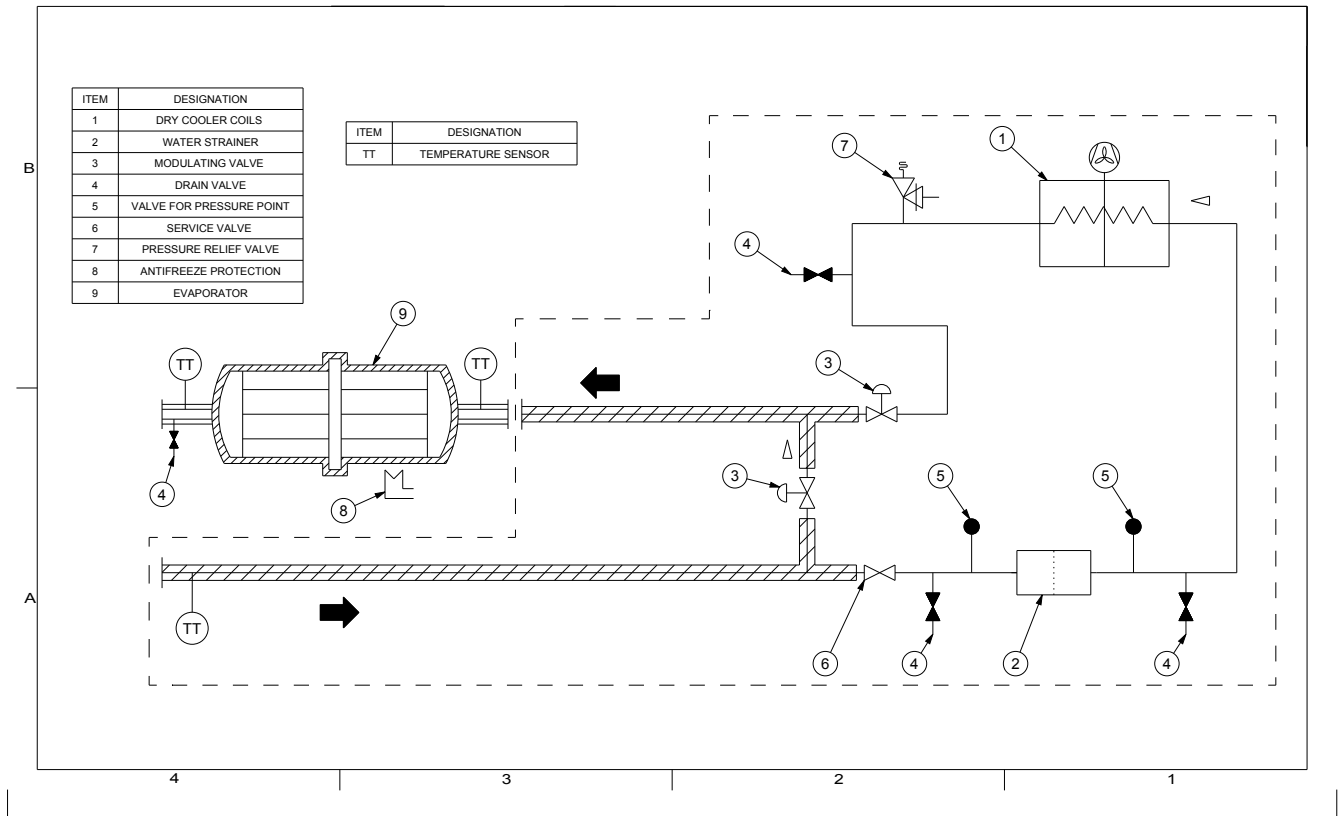 ITEM DESIGNATION
1 DRY COOLER COILS
2 WATER STRAINER
3 MODULATING VALVE
4 DRAIN VALVE
5 VALVE FOR PRESSURE POINT
6 SERVICE VALVE
7 PRESSURE RELIEF VALVE
8 ANTIFREEZE PROTECTION
9 EVAPORATOR
ITEM DESIGNATION
TT TEMPERATURE SENSOR
B
7
1
4
9
TT
TT
3
4
8
3
5
5
A
TT
6
4
2
4
4 3 2 1